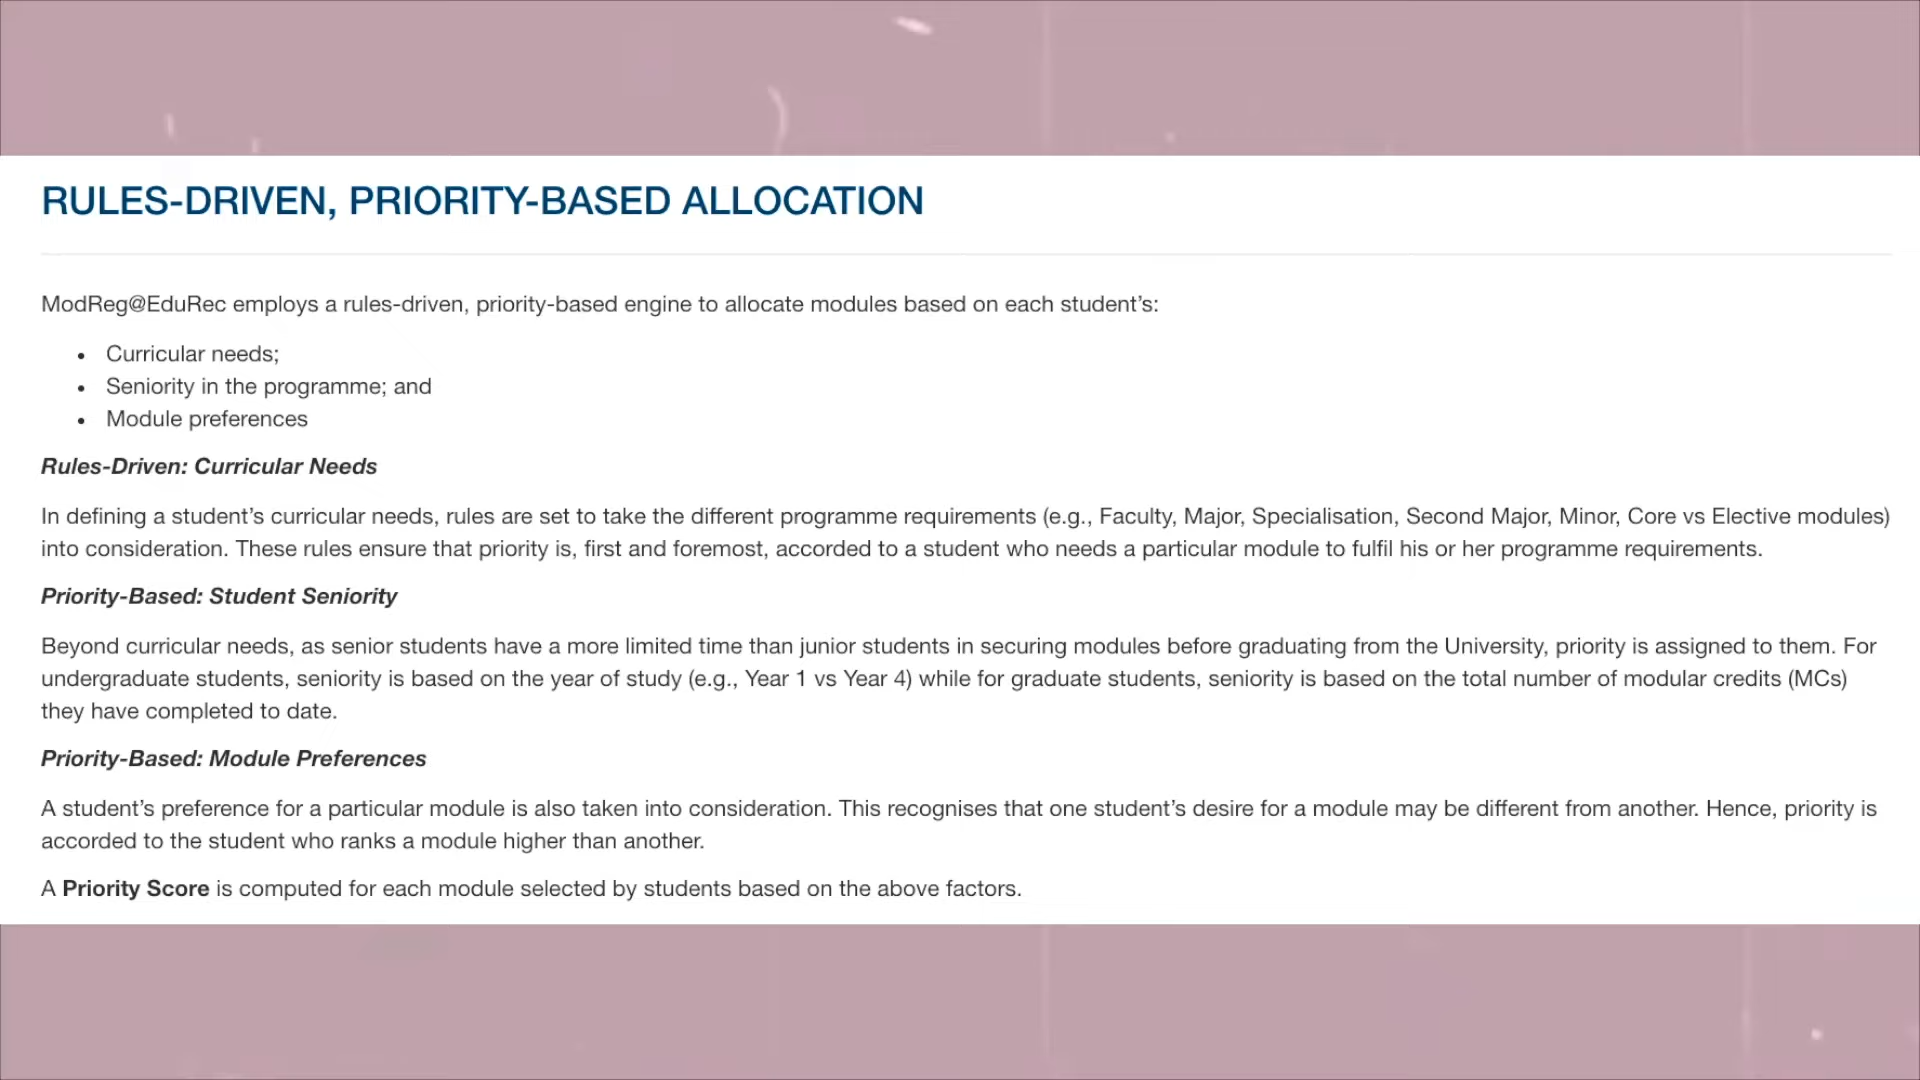 RULES-DRIVEN, PRIORITY-BASED ALLOCATION
ModReg@EduRec employs a rules-driven, priority-based engine to allocate modules based on each student’s:
• Curricular needs;
• Seniority in the programme; and
• Module preferences
Rules-Driven: Curricular Needs
In defining a student’s curricular needs, rules are set to take the different programme requirements (e.g., Faculty, Major, Specialisation, Second Major, Minor, Core vs Elective modules)
into consideration. These rules ensure that priority is, first and foremost, accorded to a student who needs a particular module to fulfil his or her programme requirements.
Priority-Based: Student Seniority
Beyond curricular needs, as senior students have a more limited time than junior students in securing modules before graduating from the University, priority is assigned to them. For
undergraduate students, seniority is based on the year of study (e.g., Year 1 vs Year 4) while for graduate students, seniority is based on the total number of modular credits (MCs)
they have completed to date.
Priority-Based: Module Preferences
A student’s preference for a particular module is also taken into consideration. This recognises that one student’s desire for a module may be different from another. Hence, priority is
accorded to the student who ranks a module higher than another.
A Priority Score is computed for each module selected by students based on the above factors.